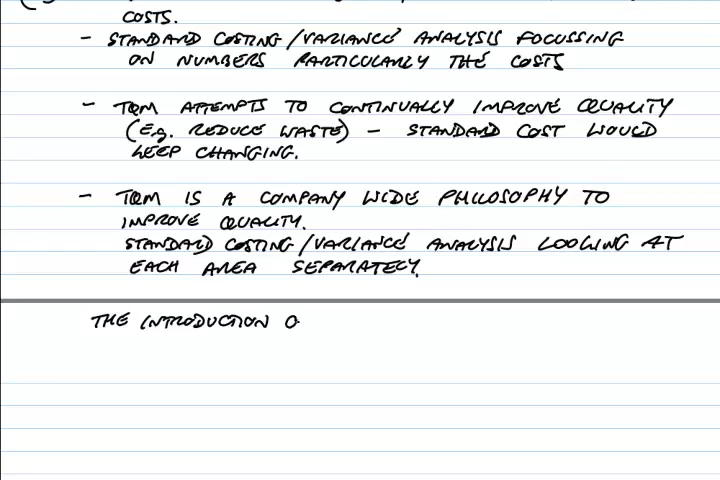 COSTS.
- STANDARD COSTING/VARIANCE ANALYSIS FOCUSSING
ON NUMBERS PARTICULARLY THE COSTS
- TQM ATTEMPTS TO CONTINUALLY IMPROVE QUALITY
(E.g. REDUCE WASTE) - STANDARD COST WOULD
KEEP CHANGING.
- TQM IS A COMPANY WIDE PHILOSOPHY TO
IMPROVE QUALITY.
STANDARD COSTING/VARIANCE ANALYSIS LOOKING AT
EACH AREA SEPARATELY.
THE INTRODUCTION O